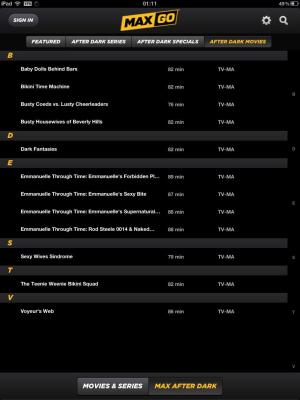 iPad
01:11
49%
SIGN IN
MAX GO
FEATURED AFTER DARK SERIES AFTER DARK SPECIALS AFTER DARK MOVIES
B
Baby Dolls Behind Bars 82 min TV-MA
Bikini Time Machine 82 min TV-MA
Busty Coeds vs. Lusty Cheerleaders 76 min TV-MA
Busty Housewives of Beverly Hills 82 min TV-MA
D
Dark Fantasies 82 min TV-MA
E
Emmanuelle Through Time: Emmanuelle's Forbidden Pl... 85 min TV-MA
Emmanuelle Through Time: Emmanuelle's Sexy Bite 87 min TV-MA
Emmanuelle Through Time: Emmanuelle's Supernatural... 88 min TV-MA
Emmanuelle Through Time: Rod Steele 0014 & Naked... 88 min TV-MA
S
Sexy Wives Sindrome 79 min TV-MA
T
The Teenie Weenie Bikini Squad 82 min TV-MA
V
Voyeur's Web 86 min TV-MA
MOVIES & SERIES MAX AFTER DARK